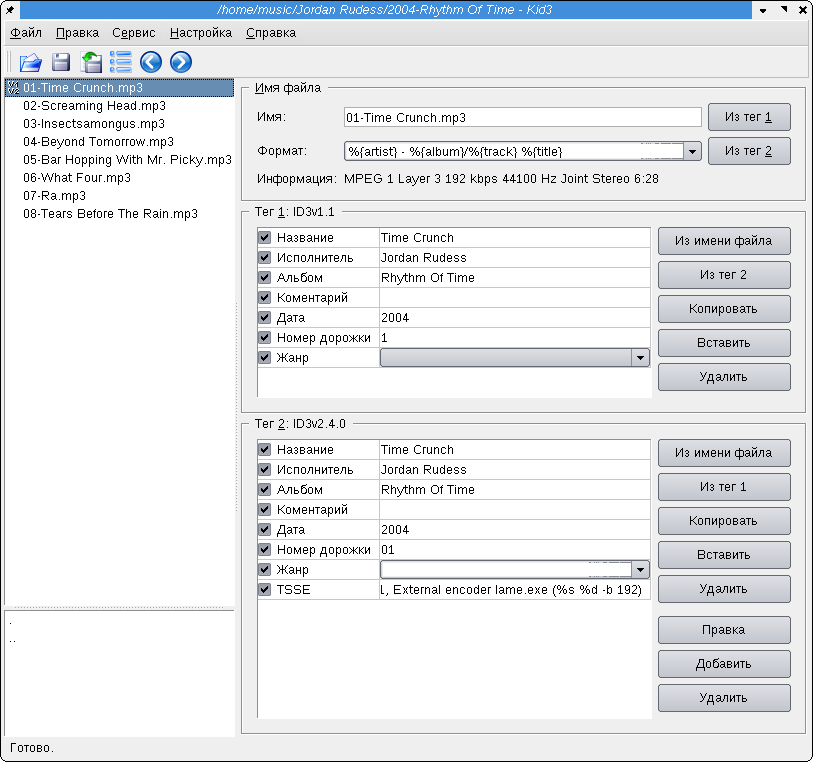 /home/music/Jordan Rudess/2004-Rhythm Of Time - Kid3
Файл Правка Сервис Настройка Справка
01-Time Crunch.mp3
02-Screaming Head.mp3
03-Insectsamongus.mp3
04-Beyond Tomorrow.mp3
05-Bar Hopping With Mr. Picky.mp3
06-What Four.mp3
07-Ra.mp3
08-Tears Before The Rain.mp3
.
..
Имя файла
Имя: 01-Time Crunch.mp3 Из тег 1
Формат: %{artist} - %{album}/%{track} %{title} Из тег 2
Информация: MPEG 1 Layer 3 192 kbps 44100 Hz Joint Stereo 6:28
Тег 1: ID3v1.1
Название Time Crunch
Исполнитель Jordan Rudess
Альбом Rhythm Of Time
Коментарий
Дата 2004
Номер дорожки 1
Жанр
Из имени файла
Из тег 2
Копировать
Вставить
Удалить
Тег 2: ID3v2.4.0
Название Time Crunch
Исполнитель Jordan Rudess
Альбом Rhythm Of Time
Коментарий
Дата 2004
Номер дорожки 01
Жанр
TSSE , External encoder lame.exe (%s %d -b 192)
Из имени файла
Из тег 1
Копировать
Вставить
Удалить
Правка
Добавить
Удалить
Готово.